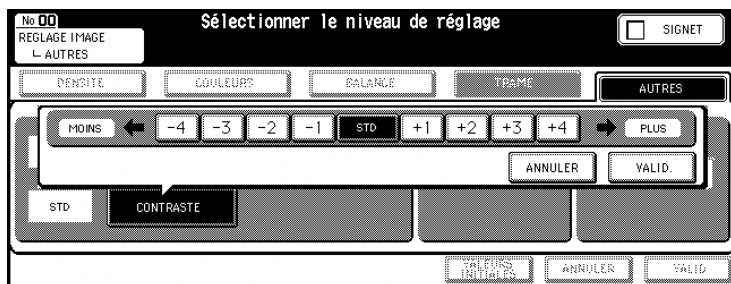 No 00
Sélectionner le niveau de réglage
REGLAGE IMAGE
└ AUTRES
SIGNET
DENSITE COULEURS BALANCE TRAME AUTRES
MOINS -4 -3 -2 -1 STD +1 +2 +3 +4 PLUS
ANNULER VALID.
STD CONTRASTE
VALEURS
INITIALES
ANNULER VALID